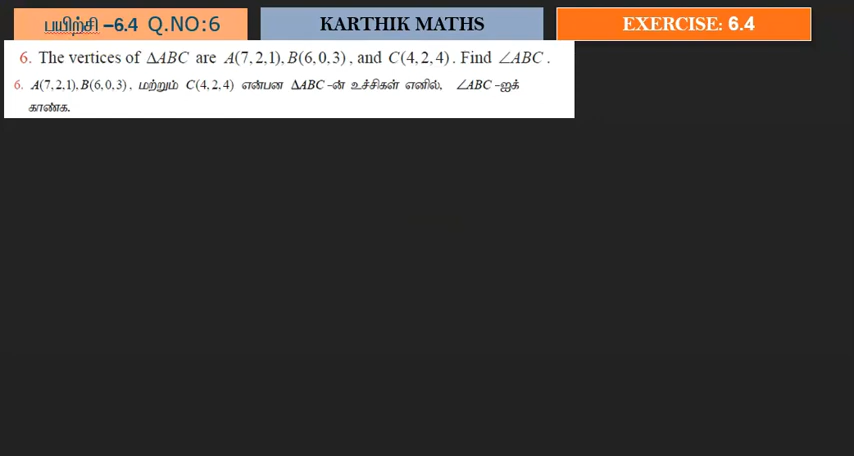 பயிற்சி –6.4 Q.NO:6
KARTHIK MATHS
EXERCISE: 6.4
6. The vertices of ΔABC are A(7,2,1), B(6,0,3), and C(4,2,4). Find ∠ABC.
6. A(7,2,1), B(6,0,3), மற்றும் C(4,2,4) என்பன ΔABC -ன் உச்சிகள் எனில், ∠ABC -ஐக்
காண்க.